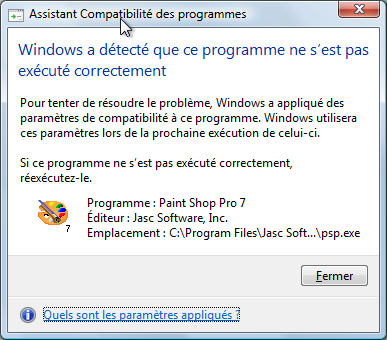 Assistant Compatibilité des programmes
Windows a détecté que ce programme ne s'est pas
exécuté correctement
Pour tenter de résoudre le problème, Windows a appliqué des
paramètres de compatibilité à ce programme. Windows utilisera
ces paramètres lors de la prochaine exécution de celui-ci.
Si ce programme ne s'est pas exécuté correctement,
réexécutez-le.
7
Programme : Paint Shop Pro 7
Éditeur : Jasc Software, Inc.
Emplacement : C:\Program Files\Jasc Soft...\psp.exe
Fermer
Quels sont les paramètres appliqués ?